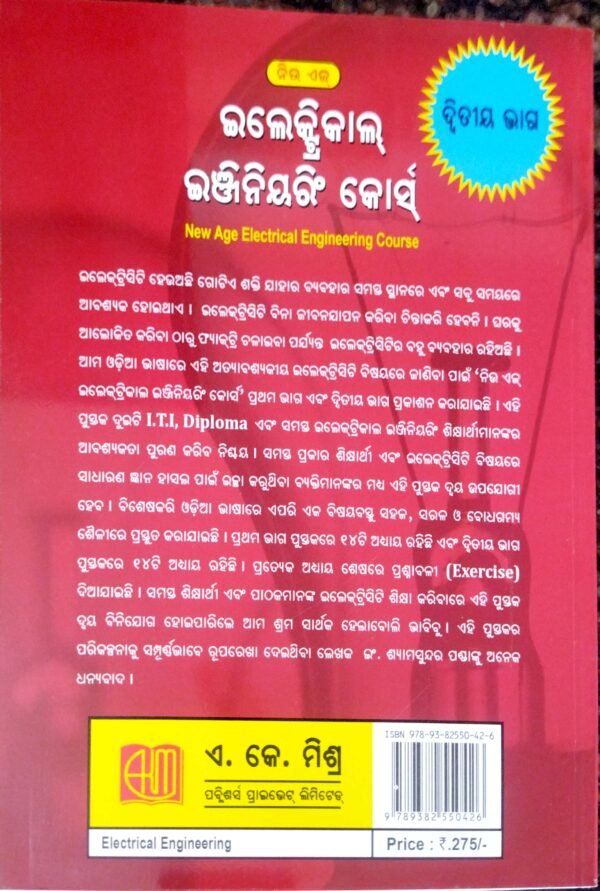 ନିଉ ଏଜ୍
ଇଲେକ୍ଟ୍ରିକାଲ୍
ଇଞ୍ଜିନିୟରିଂ କୋର୍ସ୍
ଦ୍ୱିତୀୟ ଭାଗ
New Age Electrical Engineering Course
ଇଲେକ୍‌ଟ୍ରିସିଟି ହେଉଅଛି ଗୋଟିଏ ଶକ୍ତି ଯାହାର ବ୍ୟବହାର ସମସ୍ତ ସ୍ଥାନରେ ଏବଂ ସବୁ ସମୟରେ
ଆବଶ୍ୟକ ହୋଇଥାଏ । ଇଲେକ୍‌ଟ୍ରିସିଟି ବିନା ଜୀବନଯାପନ କରିବା ଚିନ୍ତାକରି ହେବନି । ଘରକୁ
ଆଲୋକିତ କରିବା ଠାରୁ ଫ୍ୟାକ୍ଟ୍ରି ଚଳାଇବା ପର୍ଯ୍ୟନ୍ତ ଇଲେକ୍‌ଟ୍ରିସିଟିର ବହୁ ବ୍ୟବହାର ରହିଅଛି ।
ଆମ ଓଡ଼ିଆ ଭାଷାରେ ଏହି ଅତ୍ୟାବଶ୍ୟକୀୟ ଇଲେକ୍‌ଟ୍ରିସିଟି ବିଷୟରେ ଜାଣିବା ପାଇଁ ‘ନିଉ ଏଜ୍
ଇଲେକ୍‌ଟ୍ରିକାଲ ଇଞ୍ଜିନିୟରିଂ କୋର୍ସ’ ପ୍ରଥମ ଭାଗ ଏବଂ ଦ୍ୱିତୀୟ ଭାଗ ପ୍ରକାଶନ କରାଯାଇଛି । ଏହି
ପୁସ୍ତକ ଦୁଇଟି I.T.I, Diploma ଏବଂ ସମସ୍ତ ଇଲେକ୍‌ଟ୍ରିକାଲ ଇଞ୍ଜିନିୟରିଂ ଶିକ୍ଷାର୍ଥୀମାନଙ୍କର
ଆବଶ୍ୟକତା ପୂରଣ କରିବ ନିଶ୍ଚୟ । ସମସ୍ତ ପ୍ରକାର ଶିକ୍ଷାର୍ଥୀ ଏବଂ ଇଲେକ୍‌ଟ୍ରିସିଟି ବିଷୟରେ
ସାଧାରଣ ଜ୍ଞାନ ହାସଲ ପାଇଁ ଇଚ୍ଛା କରୁଥିବା ବ୍ୟକ୍ତିମାନଙ୍କର ମଧ୍ୟ ଏହି ପୁସ୍ତକ ଦ୍ୱୟ ଉପଯୋଗୀ
ହେବ । ବିଶେଷକରି ଓଡ଼ିଆ ଭାଷାରେ ଏପରି ଏକ ବିଷୟବସ୍ତୁ ସହଜ, ସରଳ ଓ ବୋଧଗମ୍ୟ
ଶୈଳୀରେ ପ୍ରସ୍ତୁତ କରାଯାଇଛି । ପ୍ରଥମ ଭାଗ ପୁସ୍ତକରେ ୧୪ଟି ଅଧ୍ୟାୟ ରହିଛି ଏବଂ ଦ୍ୱିତୀୟ ଭାଗ
ପୁସ୍ତକରେ ୧୪ଟି ଅଧ୍ୟାୟ ରହିଛି । ପ୍ରତ୍ୟେକ ଅଧ୍ୟାୟ ଶେଷରେ ପ୍ରଶ୍ନାବଳୀ (Exercise)
ଦିଆଯାଇଛି । ସମସ୍ତ ଶିକ୍ଷାର୍ଥୀ ଏବଂ ପାଠକମାନଙ୍କ ଇଲେକ୍‌ଟ୍ରିସିଟି ଶିକ୍ଷା କରିବାରେ ଏହି ପୁସ୍ତକ
ଦ୍ୱୟ ବିନିଯୋଗ ହୋଇପାରିଲେ ଆମ ଶ୍ରମ ସାର୍ଥକ ହେଲାବୋଲି ଭାବିବୁ । ଏହି ପୁସ୍ତକର
ପରିକଳ୍ପନାକୁ ସମ୍ପୂର୍ଣ୍ଣଭାବେ ରୂପରେଖା ଦେଇଥିବା ଲେଖକ ଇଂ. ଶ୍ୟାମସୁନ୍ଦର ପଣ୍ଡାଙ୍କୁ ଅନେକ
ଧନ୍ୟବାଦ ।
ଏ. କେ. ମିଶ୍ର
ପବ୍ଲିଶର୍ସ ପ୍ରାଇଭେଟ୍ ଲିମିଟେଡ୍
ISBN 978-93-82550-42-6
9 789382 550426
Electrical Engineering
Price : ₹.275/-